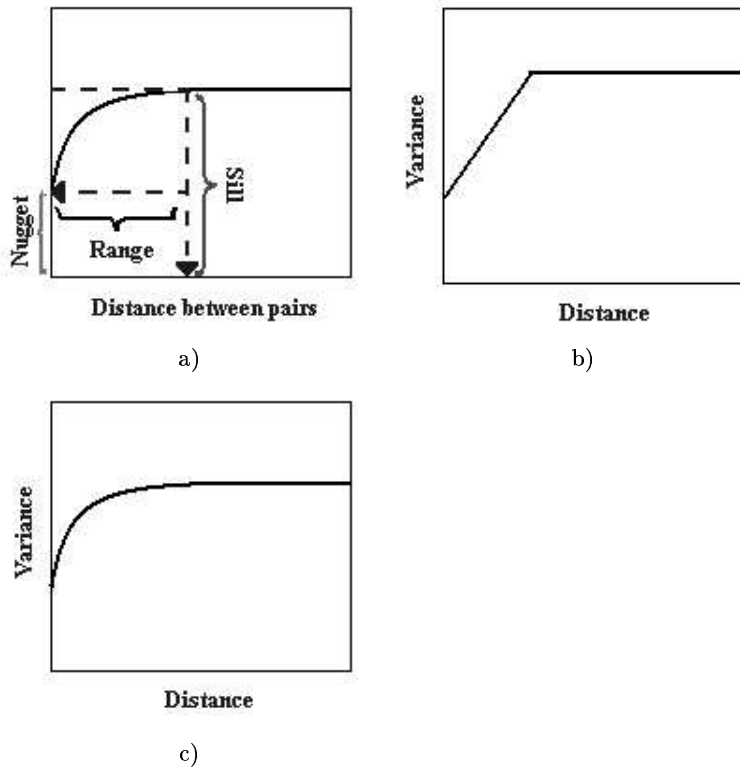 Nugget
Range
Sill
Distance between pairs
a)
Variance
Distance
b)
Variance
Distance
c)